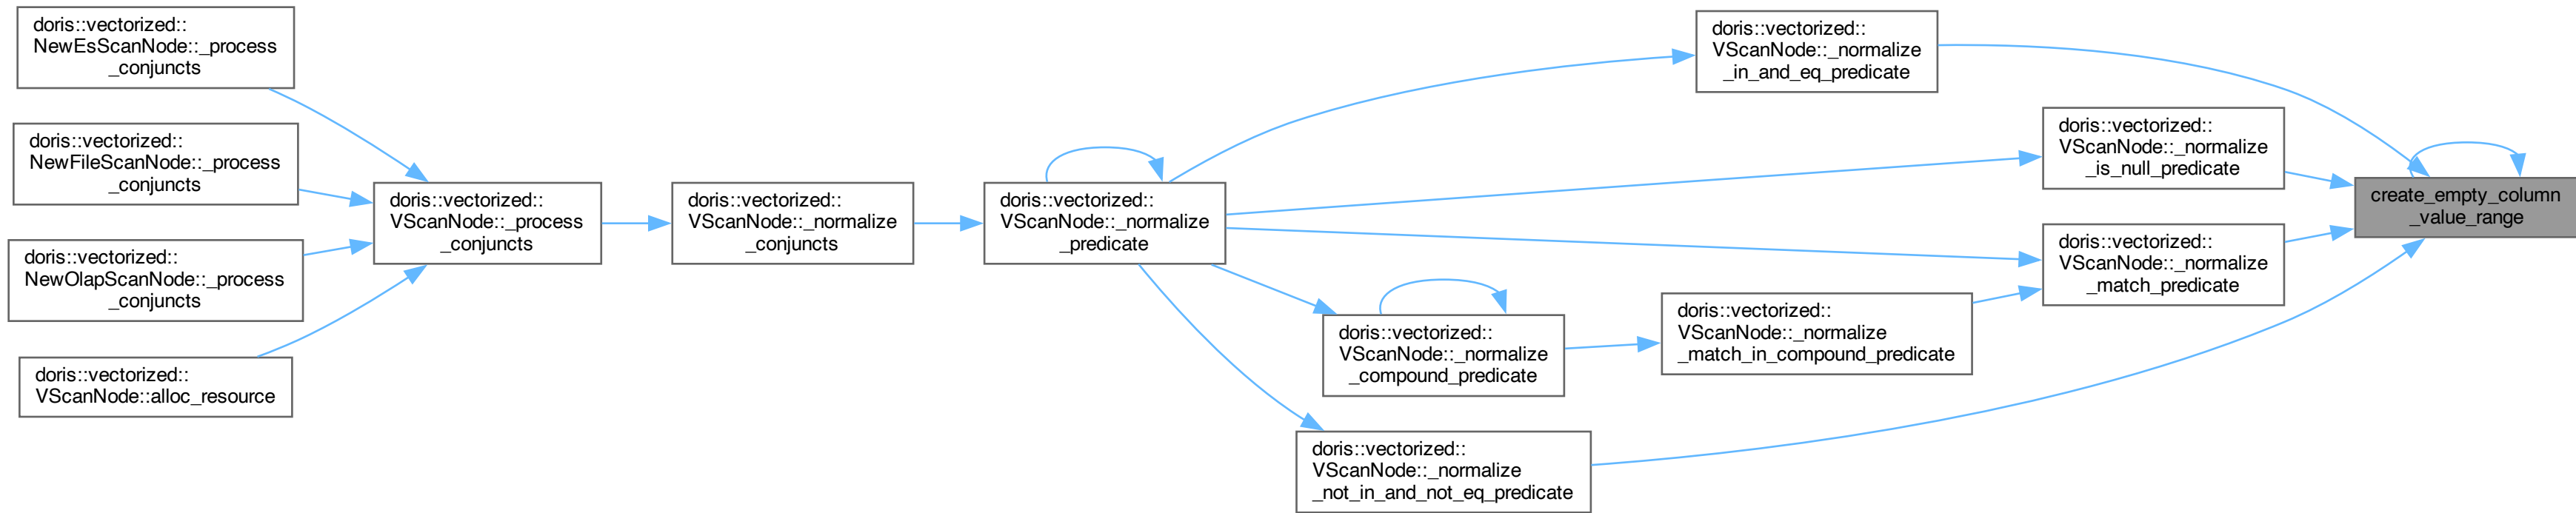 doris::vectorized::
NewEsScanNode::_process
_conjuncts
doris::vectorized::
NewFileScanNode::_process
_conjuncts
doris::vectorized::
NewOlapScanNode::_process
_conjuncts
doris::vectorized::
VScanNode::alloc_resource
doris::vectorized::
VScanNode::_process
_conjuncts
doris::vectorized::
VScanNode::_normalize
_conjuncts
doris::vectorized::
VScanNode::_normalize
_predicate
doris::vectorized::
VScanNode::_normalize
_in_and_eq_predicate
doris::vectorized::
VScanNode::_normalize
_is_null_predicate
doris::vectorized::
VScanNode::_normalize
_match_predicate
doris::vectorized::
VScanNode::_normalize
_match_in_compound_predicate
doris::vectorized::
VScanNode::_normalize
_compound_predicate
doris::vectorized::
VScanNode::_normalize
_not_in_and_not_eq_predicate
create_empty_column
_value_range